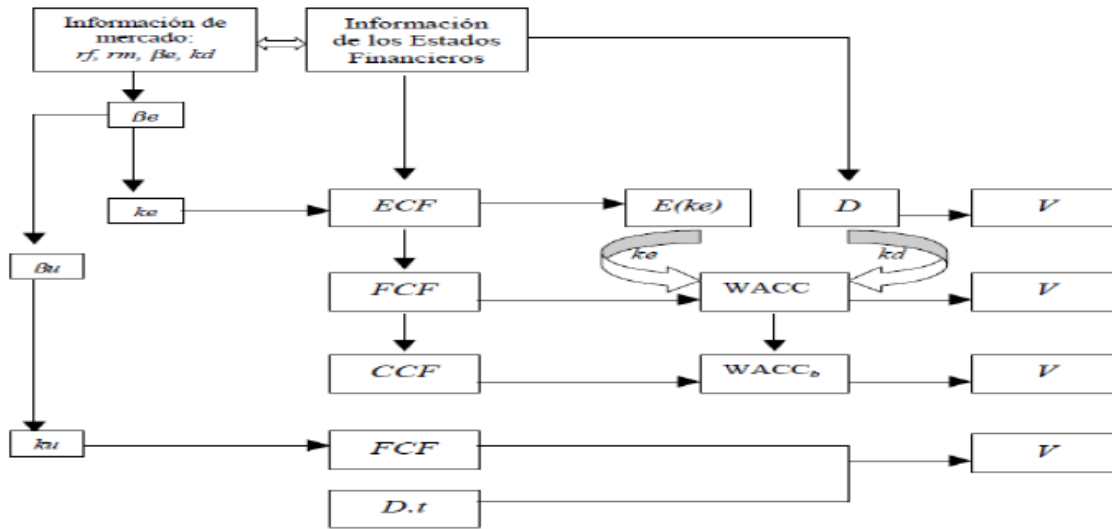 Información de
mercado:
rf, rm, βe, kd
Información
de los Estados
Financieros
βe
ke
ECF
E(ke)
D
V
ke
kd
βu
FCF
WACC
V
CCF
WACC_b
V
ku
FCF
V
D.t